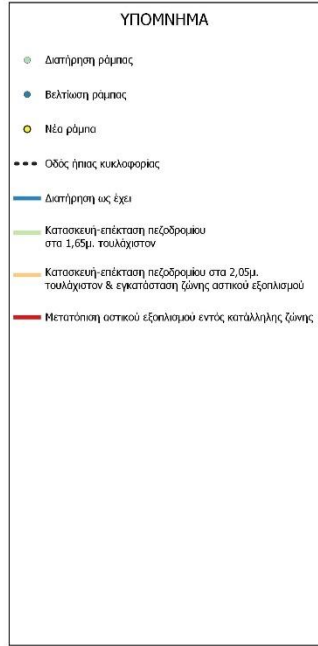 ΥΠΟΜΝΗΜΑ
Διατήρηση ράμπας
Βελτίωση ράμπας
Νέα ράμπα
Οδός ήπιας κυκλοφορίας
Διατήρηση ως έχει
Κατασκευή-επέκταση πεζοδρομίου
στα 1,65μ. τουλάχιστον
Κατασκευή-επέκταση πεζοδρομίου στα 2,05μ.
τουλάχιστον & εγκατάσταση ζώνης αστικού εξοπλισμού
Μετατόπιση αστικού εξοπλισμού εντός κατάλληλης ζώνης